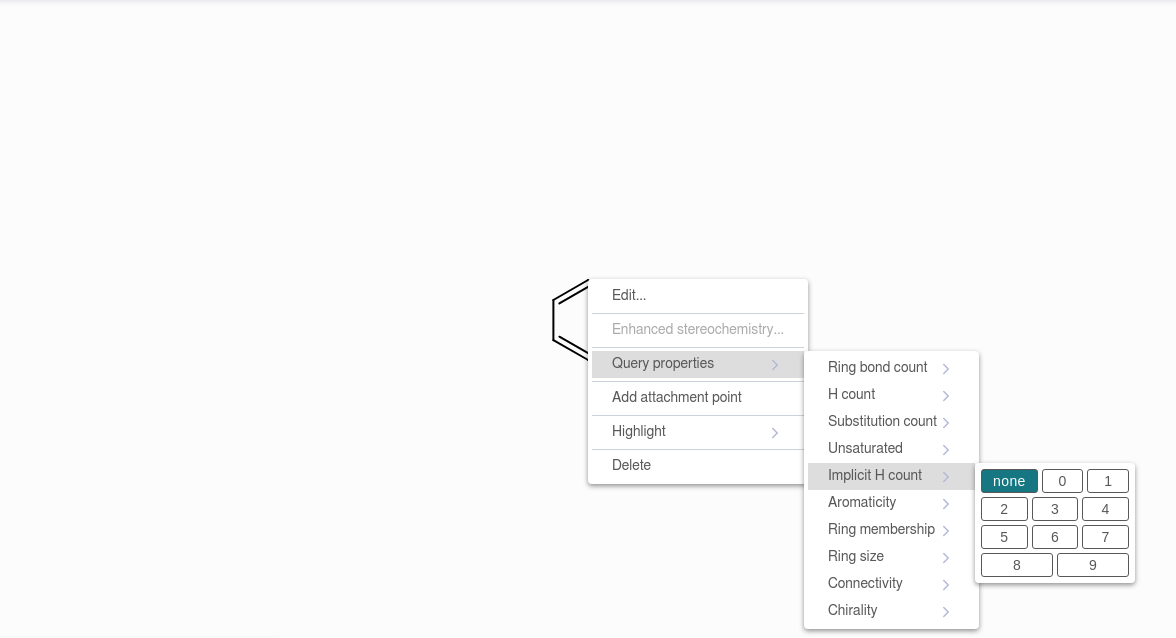 Edit...
Enhanced stereochemistry...
Query properties
Add attachment point
Highlight
Delete
Ring bond count
H count
Substitution count
Unsaturated
Implicit H count
Aromaticity
Ring membership
Ring size
Connectivity
Chirality
none 0 1
2 3 4
5 6 7
8 9